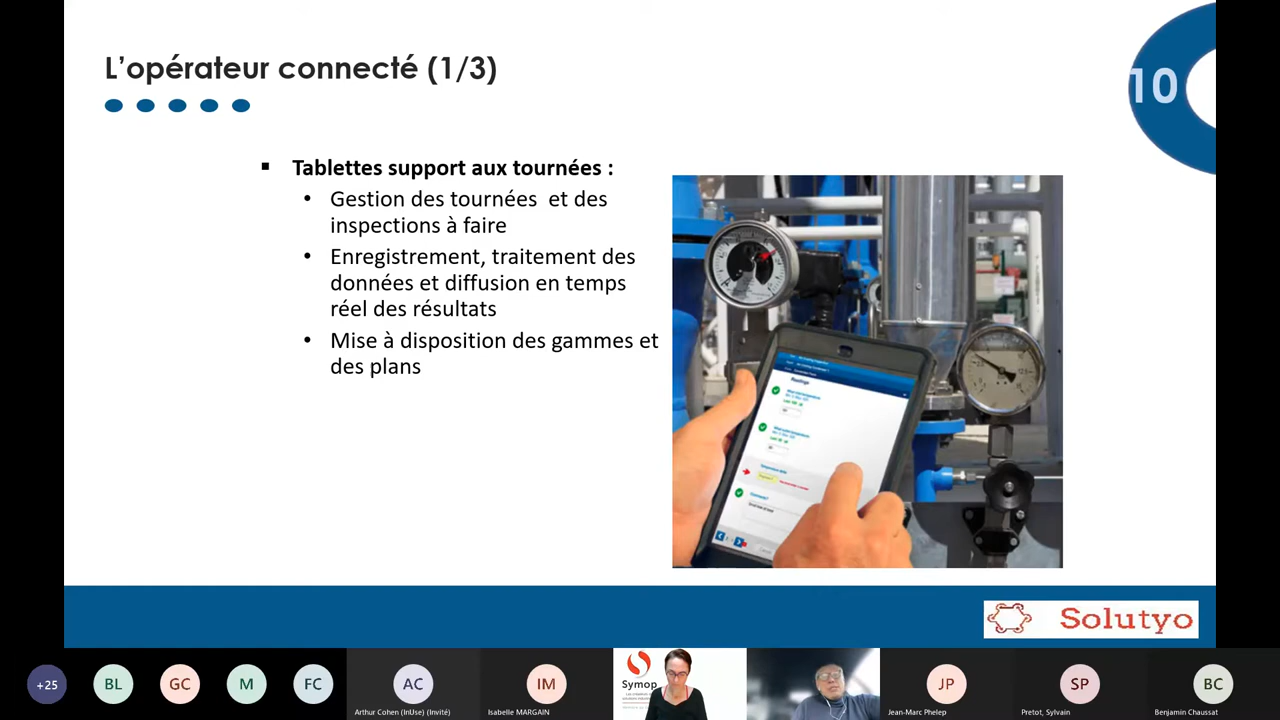 L'opérateur connecté (1/3)
10
Tablettes support aux tournées :
Gestion des tournées et des
inspections à faire
Enregistrement, traitement des
données et diffusion en temps
réel des résultats
Mise à disposition des gammes et
des plans
Readings
Solutyo
+25
BL
GC
M
FC
AC
Arthur Cohen (InUse) (Invité)
IM
Isabelle MARGAIN
Symop
JP
Jean-Marc Phelep
SP
Pretot, Sylvain
BC
Benjamin Chaussat